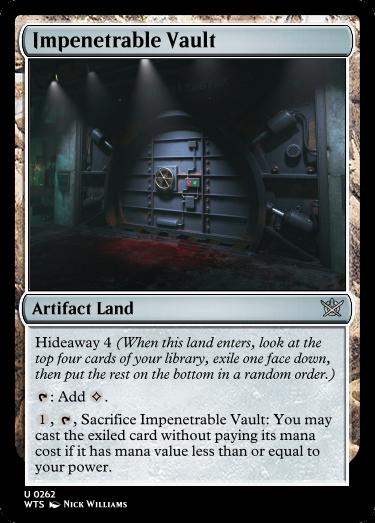 Impenetrable Vault
Artifact Land
Hideaway 4 (When this land enters, look at the
top four cards of your library, exile one face down,
then put the rest on the bottom in a random order.)
: Add .
1, , Sacrifice Impenetrable Vault: You may
cast the exiled card without paying its mana
cost if it has mana value less than or equal to
your power.
U 0262
WTS Nick Williams